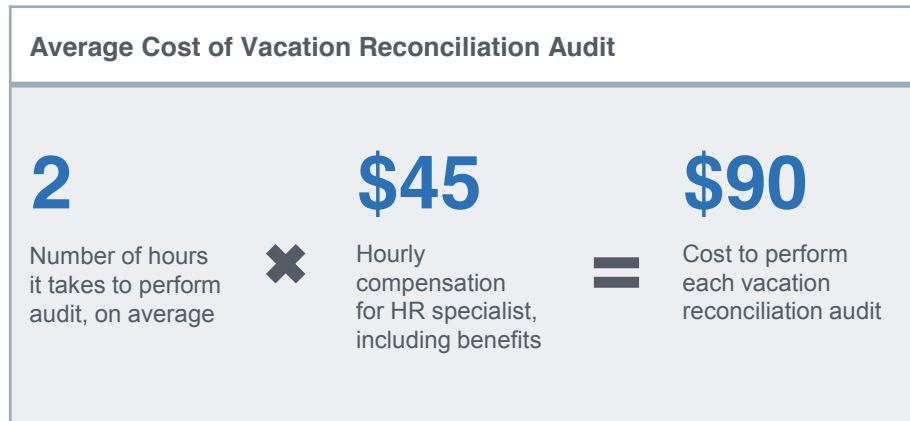 Average Cost of Vacation Reconciliation Audit
2
Number of hours
it takes to perform
audit, on average
✖
$45
Hourly
compensation
for HR specialist,
including benefits
=
$90
Cost to perform
each vacation
reconciliation audit